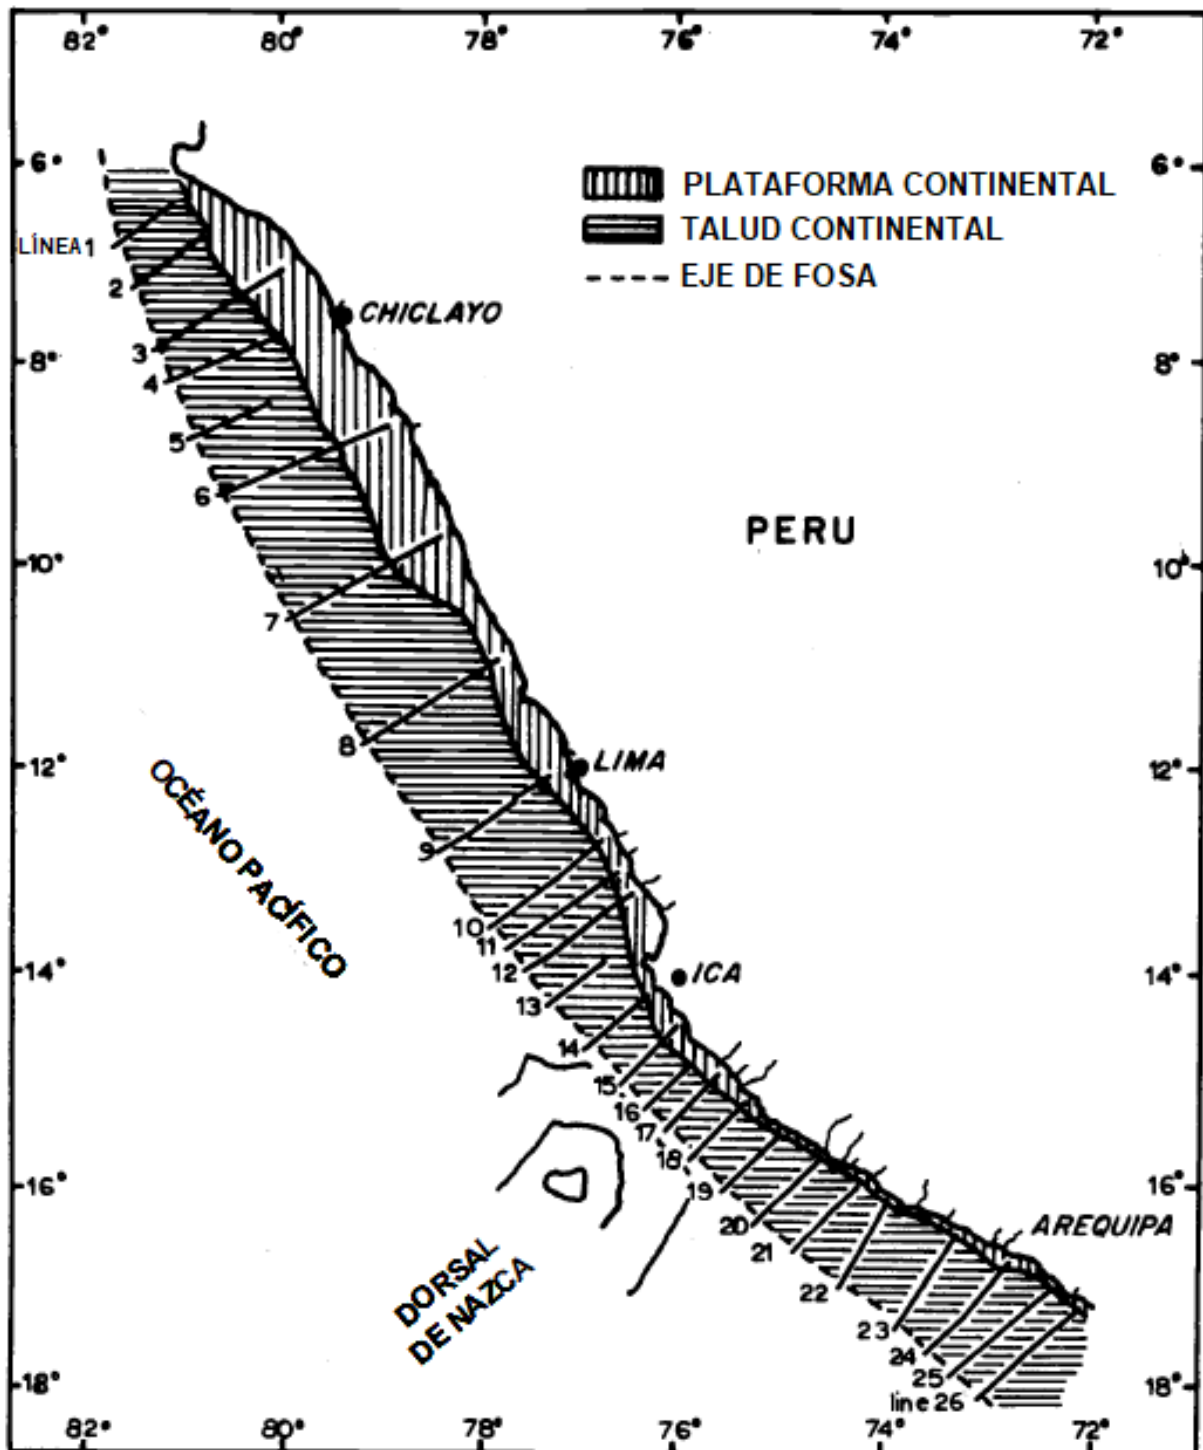 82° 80° 78° 76° 74° 72°
6° 6°
PLATAFORMA CONTINENTAL
TALUD CONTINENTAL
LÍNEA 1
EJE DE FOSA
2
CHICLAYO
3
8° 8°
4
5
6
PERU
10° 10°
7
8
LIMA
12° 12°
OCÉANO PACÍFICO
9
10
11
12
ICA
14° 14°
13
14
15
16
17
18
16° 16°
19
20
AREQUIPA
21
22
DORSAL
DE NAZCA
23
24
25
18° 18°
line 26
82° 80° 78° 76° 74° 72°